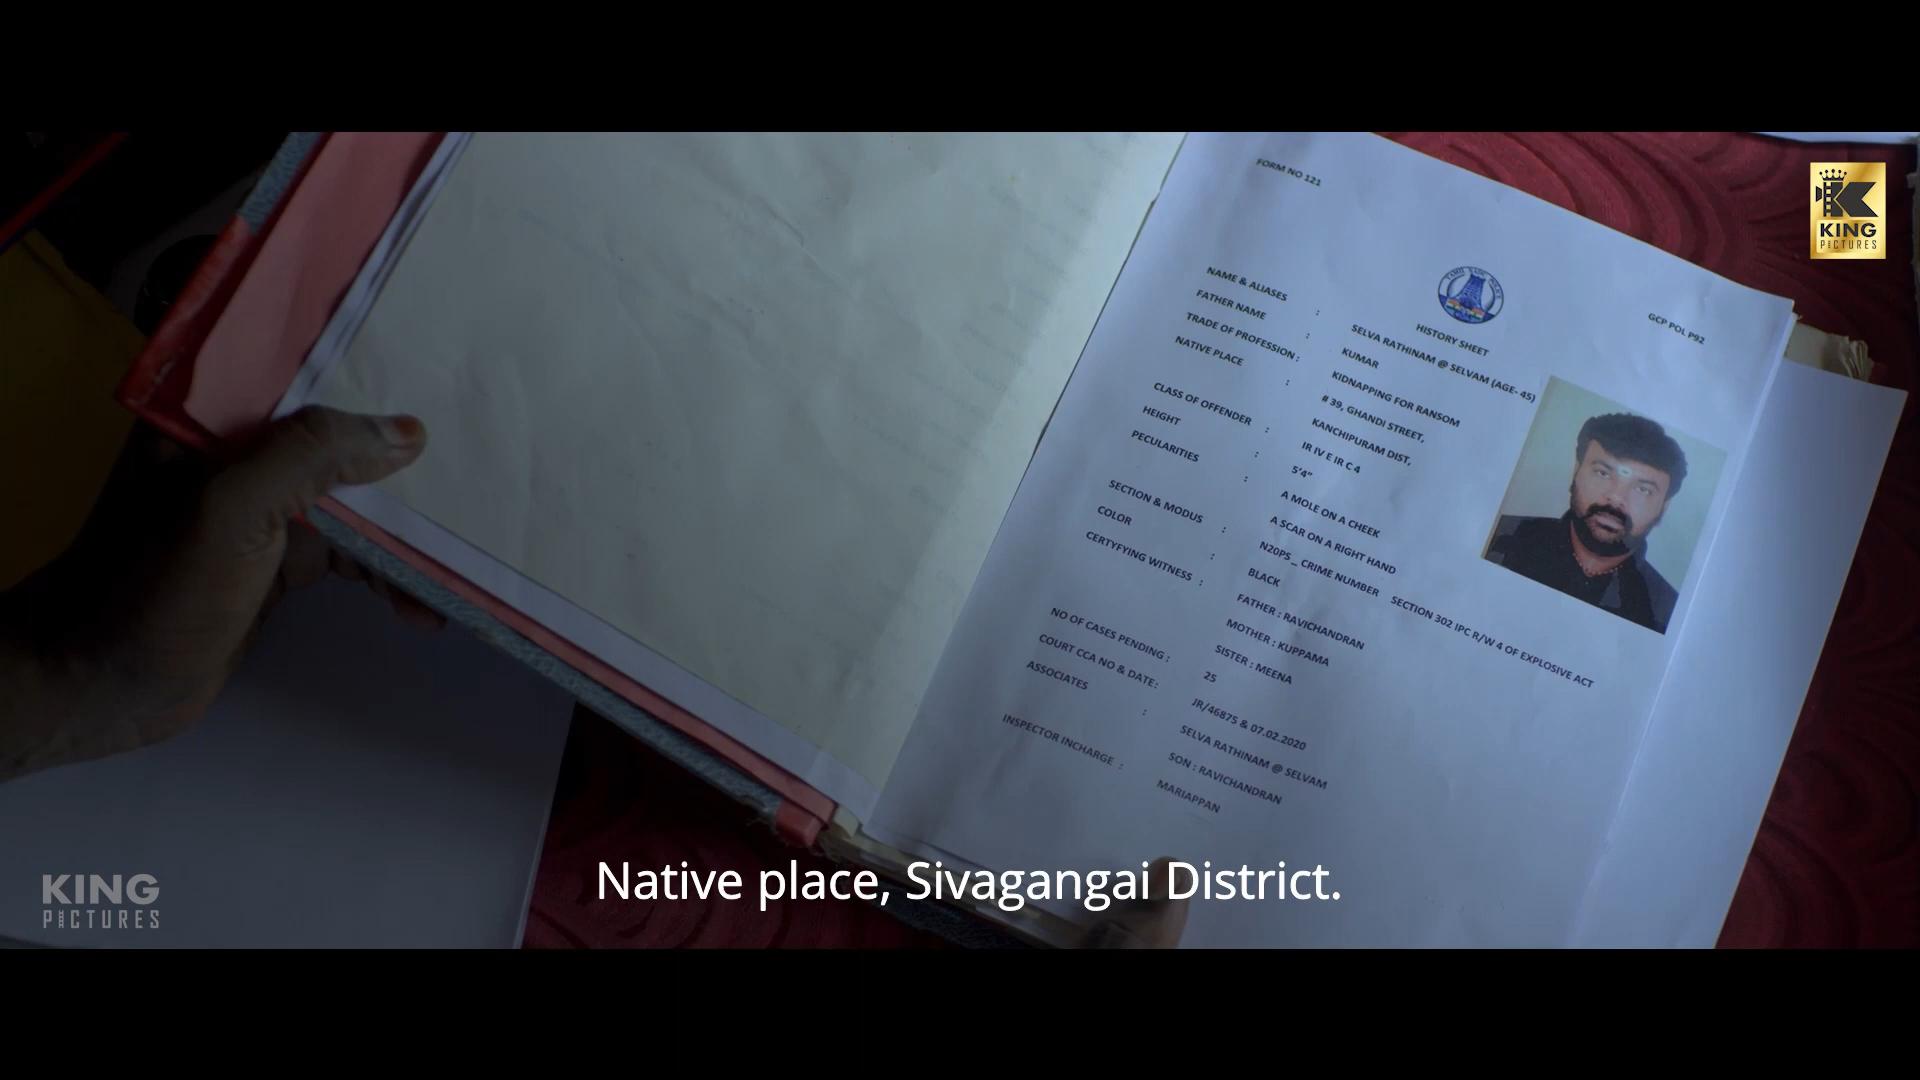 FORM NO 121
TAMIL NADU POLICE
HISTORY SHEET
GCP POL P92
NAME & ALIASES : SELVA RATHINAM @ SELVAM (AGE- 45)
FATHER NAME : KUMAR
TRADE OF PROFESSION : KIDNAPPING FOR RANSOM
NATIVE PLACE : # 39, GHANDI STREET,
KANCHIPURAM DIST,
CLASS OF OFFENDER : IR IV E IR C 4
HEIGHT : 5'4"
PECULARITIES : A MOLE ON A CHEEK
A SCAR ON A RIGHT HAND
SECTION & MODUS : N20PS_ CRIME NUMBER SECTION 302 IPC R/W 4 OF EXPLOSIVE ACT
COLOR : BLACK
CERTYFYING WITNESS : FATHER : RAVICHANDRAN
MOTHER : KUPPAMA
SISTER : MEENA
NO OF CASES PENDING : 25
COURT CCA NO & DATE: JR/46875 & 07.02.2020
ASSOCIATES : SELVA RATHINAM @ SELVAM
SON : RAVICHANDRAN
INSPECTOR INCHARGE : MARIAPPAN
KING
PICTURES
KING
PICTURES
Native place, Sivagangai District.